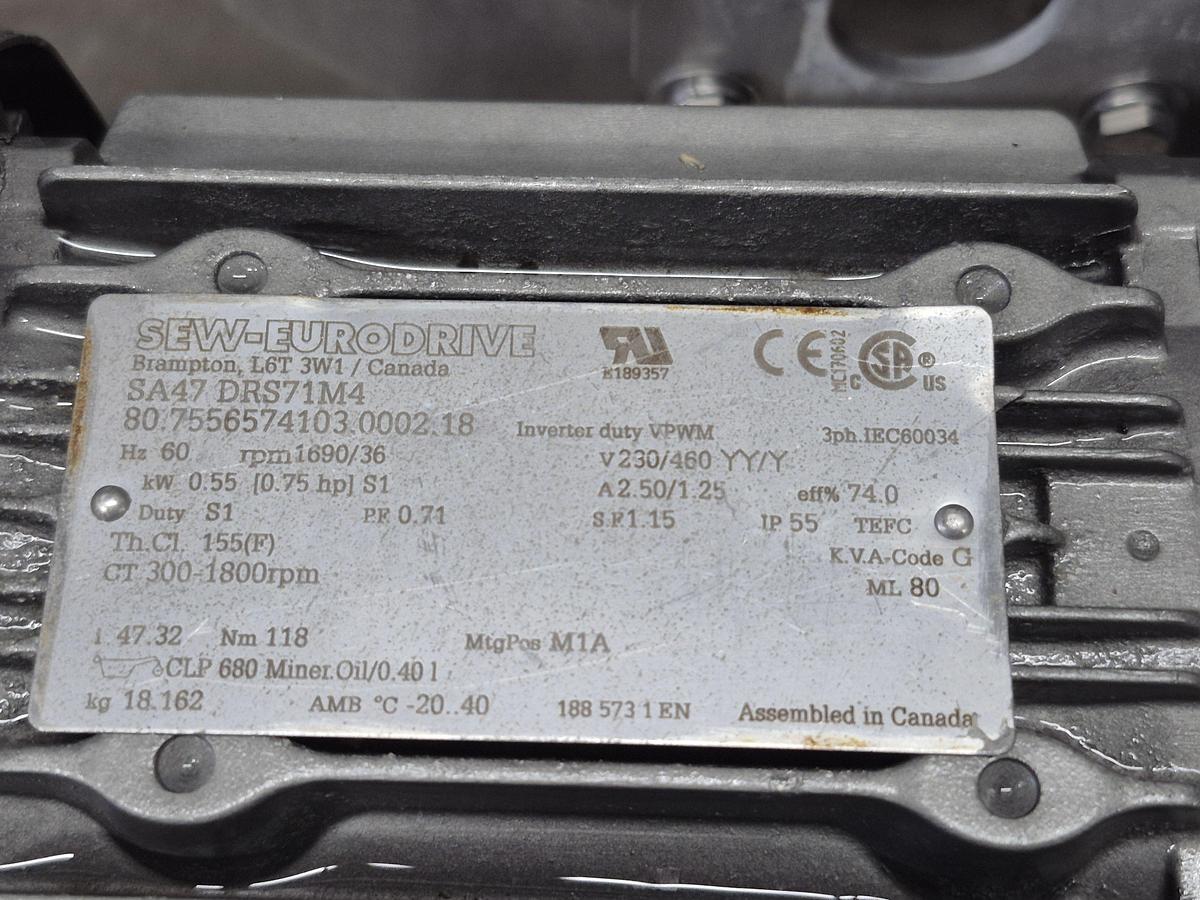 SEW-EURODRIVE
Brampton, L6T 3W1 / Canada
SA47 DRS71M4
80.7556574103.0002.18
UL
E189357
CE
MC170602
C SA ® US
Inverter duty VPWM 3ph.IEC60034
Hz 60 rpm 1690/36 V 230/460 YY/Y
kW 0.55 [0.75 hp] S1 A 2.50/1.25 eff% 74.0
Duty S1 P.F 0.71 S.F 1.15 IP 55 TEFC
Th.Cl. 155(F) K.V.A-Code G
CT 300-1800rpm ML 80
i 47.32 Nm 118 MtgPos M1A
CLP 680 Miner.Oil/0.40 l
kg 18.162 AMB °C -20..40 188 573 1 EN Assembled in Canada